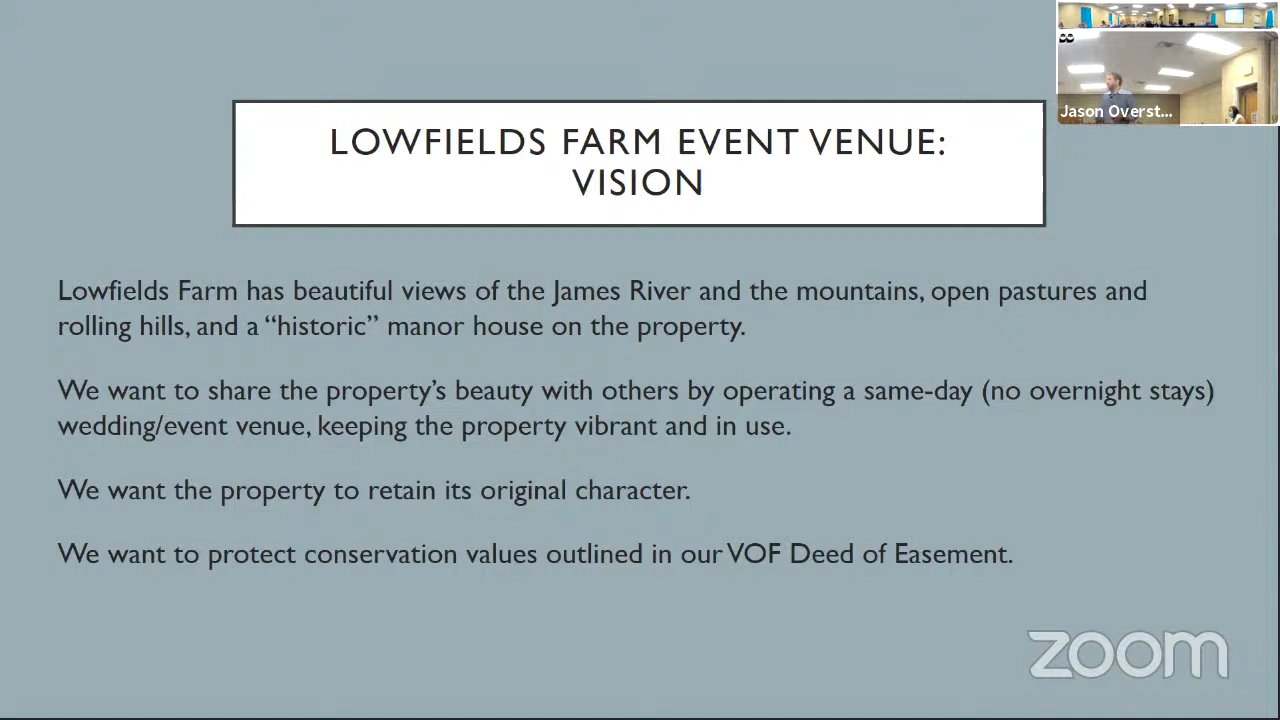 Jason Overst...
LOWFIELDS FARM EVENT VENUE:
VISION
Lowfields Farm has beautiful views of the James River and the mountains, open pastures and
rolling hills, and a “historic” manor house on the property.
We want to share the property’s beauty with others by operating a same-day (no overnight stays)
wedding/event venue, keeping the property vibrant and in use.
We want the property to retain its original character.
We want to protect conservation values outlined in our VOF Deed of Easement.
zoom